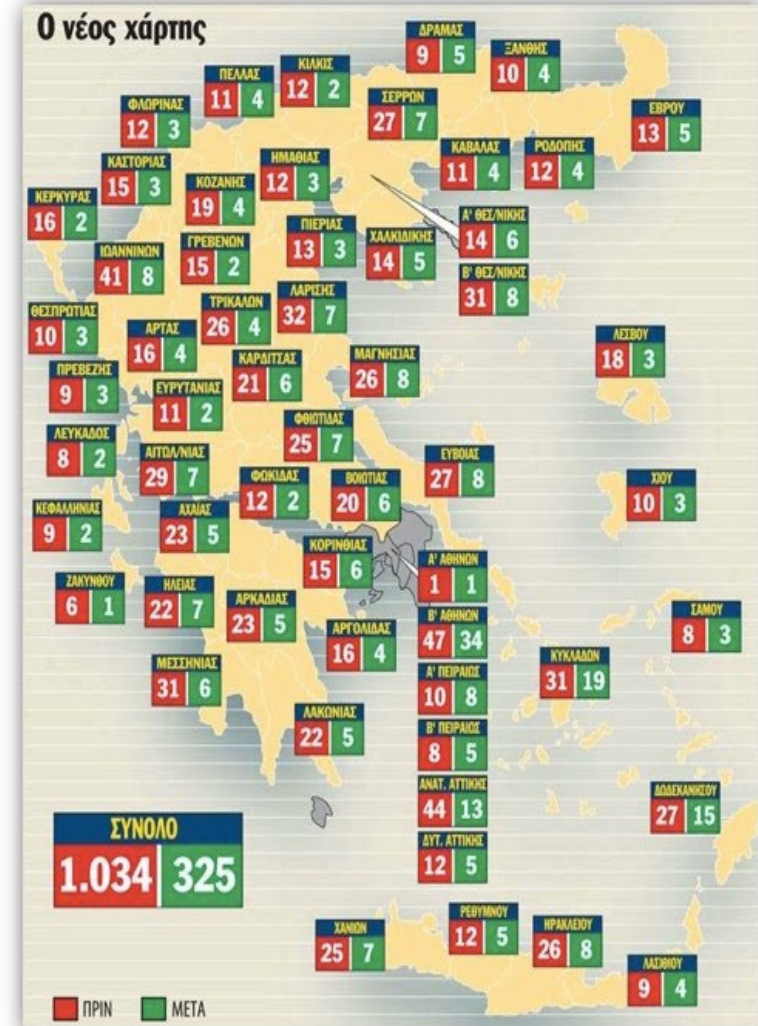 Ο νέος χάρτης
ΔΡΑΜΑΣ
9 5
ΞΑΝΘΗΣ
10 4
ΚΙΛΚΙΣ
12 2
ΠΕΛΛΑΣ
11 4
ΣΕΡΡΩΝ
27 7
ΦΛΩΡΙΝΑΣ
12 3
ΕΒΡΟΥ
13 5
ΚΑΒΑΛΑΣ
11 4
ΡΟΔΟΠΗΣ
12 4
ΚΑΣΤΟΡΙΑΣ
15 3
ΗΜΑΘΙΑΣ
12 3
ΚΟΖΑΝΗΣ
19 4
ΚΕΡΚΥΡΑΣ
16 2
Α' ΘΕΣ/ΝΙΚΗΣ
14 6
ΠΙΕΡΙΑΣ
13 3
ΧΑΛΚΙΔΙΚΗΣ
14 5
ΙΩΑΝΝΙΝΩΝ
41 8
ΓΡΕΒΕΝΩΝ
15 2
Β' ΘΕΣ/ΝΙΚΗΣ
31 8
ΛΑΡΙΣΗΣ
32 7
ΤΡΙΚΑΛΩΝ
26 4
ΘΕΣΠΡΩΤΙΑΣ
10 3
ΑΡΤΑΣ
16 4
ΛΕΣΒΟΥ
18 3
ΚΑΡΔΙΤΣΑΣ
21 6
ΜΑΓΝΗΣΙΑΣ
26 8
ΠΡΕΒΕΖΗΣ
9 3
ΕΥΡΥΤΑΝΙΑΣ
11 2
ΦΘΙΩΤΙΔΑΣ
25 7
ΛΕΥΚΑΔΟΣ
8 2
ΑΙΤΩΛ/ΝΙΑΣ
29 7
ΕΥΒΟΙΑΣ
27 8
ΦΩΚΙΔΑΣ
12 2
ΒΟΙΩΤΙΑΣ
20 6
ΧΙΟΥ
10 3
ΚΕΦΑΛΛΗΝΙΑΣ
9 2
ΑΧΑΪΑΣ
23 5
ΚΟΡΙΝΘΙΑΣ
15 6
Α' ΑΘΗΝΩΝ
1 1
ΖΑΚΥΝΘΟΥ
6 1
ΗΛΕΙΑΣ
22 7
ΑΡΚΑΔΙΑΣ
23 5
Β' ΑΘΗΝΩΝ
47 34
ΣΑΜΟΥ
8 3
ΑΡΓΟΛΙΔΑΣ
16 4
ΜΕΣΣΗΝΙΑΣ
31 6
ΚΥΚΛΑΔΩΝ
31 19
Α' ΠΕΙΡΑΙΩΣ
10 8
ΛΑΚΩΝΙΑΣ
22 5
Β' ΠΕΙΡΑΙΩΣ
8 5
ΑΝΑΤ. ΑΤΤΙΚΗΣ
44 13
ΔΩΔΕΚΑΝΗΣΟΥ
27 15
ΔΥΤ. ΑΤΤΙΚΗΣ
12 5
ΣΥΝΟΛΟ
1.034 325
ΧΑΝΙΩΝ
25 7
ΡΕΘΥΜΝΟΥ
12 5
ΗΡΑΚΛΕΙΟΥ
26 8
ΛΑΣΙΘΙΟΥ
9 4
ΠΡΙΝ ΜΕΤΑ